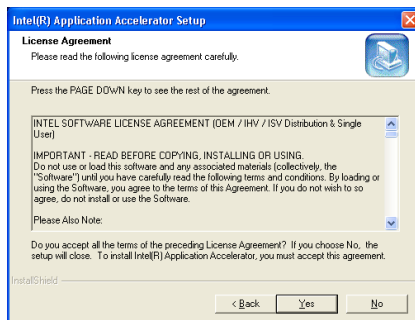 Intel(R) Application Accelerator Setup
License Agreement
Please read the following license agreement carefully.
Press the PAGE DOWN key to see the rest of the agreement.
INTEL SOFTWARE LICENSE AGREEMENT (OEM / IHV / ISV Distribution & Single
User)
IMPORTANT - READ BEFORE COPYING, INSTALLING OR USING.
Do not use or load this software and any associated materials (collectively, the
"Software") until you have carefully read the following terms and conditions. By loading or
using the Software, you agree to the terms of this Agreement. If you do not wish to so
agree, do not install or use the Software.
Please Also Note:
Do you accept all the terms of the preceding License Agreement? If you choose No, the
setup will close. To install Intel(R) Application Accelerator, you must accept this agreement.
InstallShield
< Back Yes No